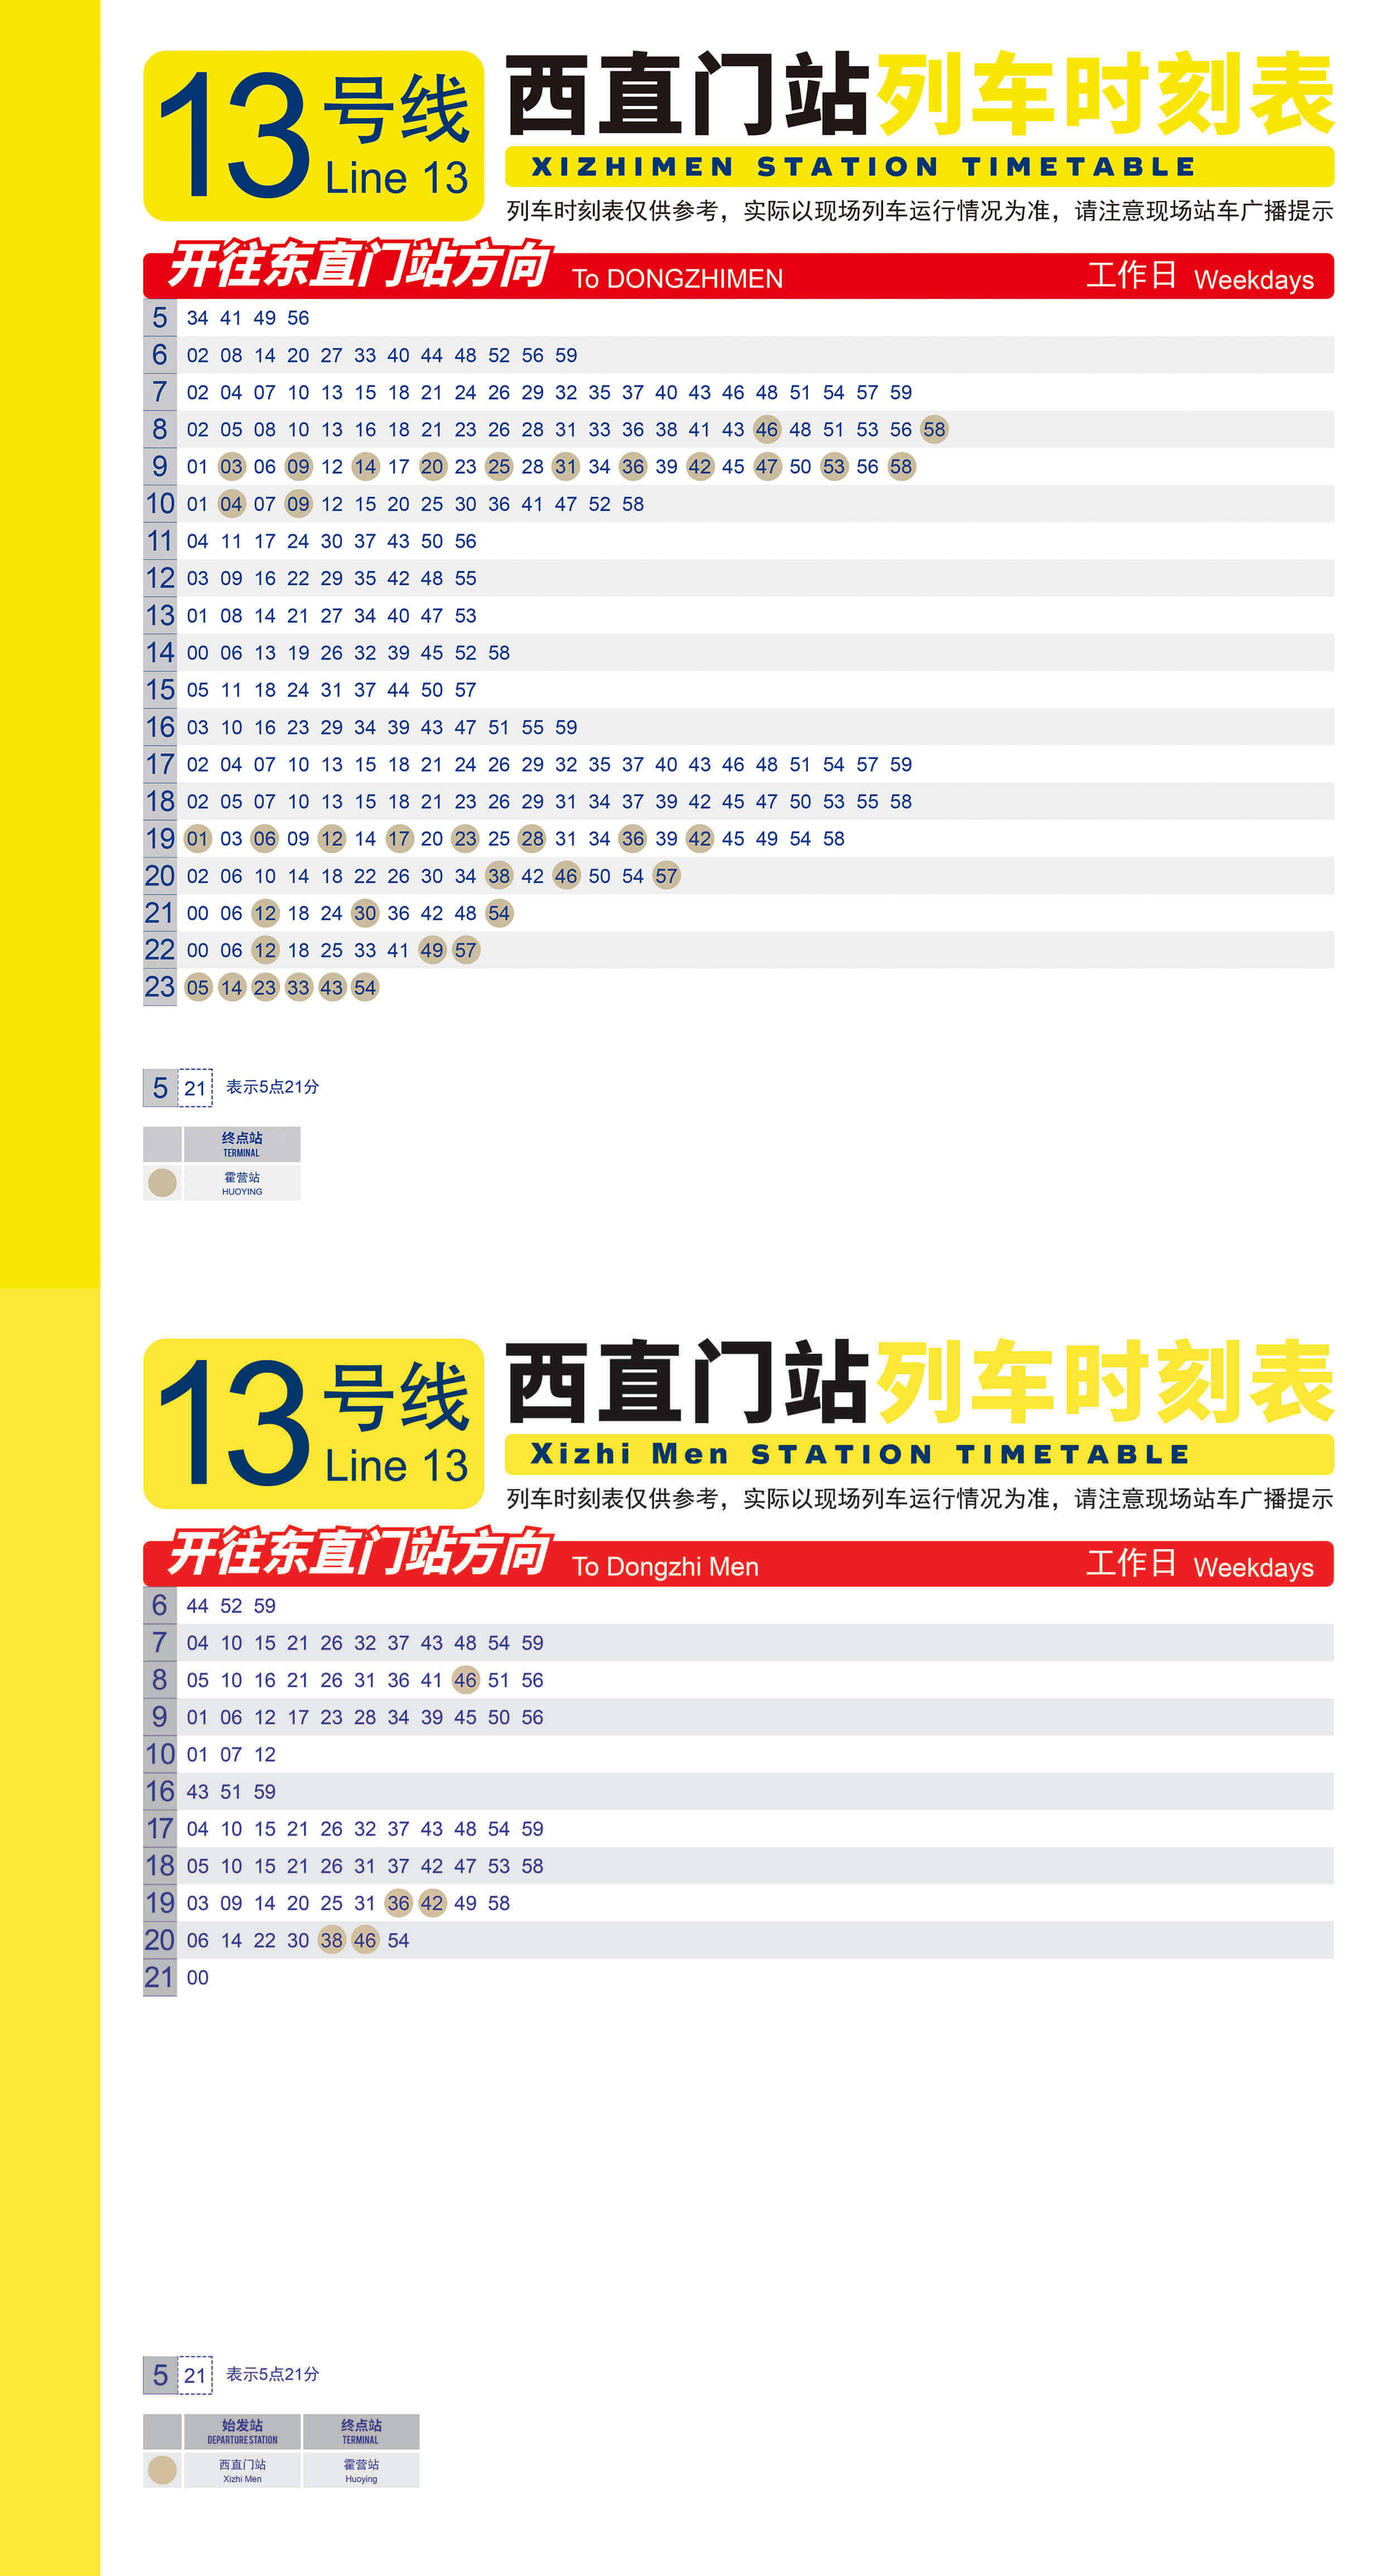 13 号线
Line 13
西直门站列车时刻表
XIZHIMEN STATION TIMETABLE
列车时刻表仅供参考，实际以现场列车运行情况为准，请注意现场站车广播提示
开往东直门站方向 To DONGZHIMEN 工作日 Weekdays
5 34 41 49 56
6 02 08 14 20 27 33 40 44 48 52 56 59
7 02 04 07 10 13 15 18 21 24 26 29 32 35 37 40 43 46 48 51 54 57 59
8 02 05 08 10 13 16 18 21 23 26 28 31 33 36 38 41 43 46 48 51 53 56 58
9 01 03 06 09 12 14 17 20 23 25 28 31 34 36 39 42 45 47 50 53 56 58
10 01 04 07 09 12 15 20 25 30 36 41 47 52 58
11 04 11 17 24 30 37 43 50 56
12 03 09 16 22 29 35 42 48 55
13 01 08 14 21 27 34 40 47 53
14 00 06 13 19 26 32 39 45 52 58
15 05 11 18 24 31 37 44 50 57
16 03 10 16 23 29 34 39 43 47 51 55 59
17 02 04 07 10 13 15 18 21 24 26 29 32 35 37 40 43 46 48 51 54 57 59
18 02 05 07 10 13 15 18 21 23 26 29 31 34 37 39 42 45 47 50 53 55 58
19 01 03 06 09 12 14 17 20 23 25 28 31 34 36 39 42 45 49 54 58
20 02 06 10 14 18 22 26 30 34 38 42 46 50 54 57
21 00 06 12 18 24 30 36 42 48 54
22 00 06 12 18 25 33 41 49 57
23 05 14 23 33 43 54
5 21 表示5点21分
终点站
TERMINAL
霍营站
HUOYING
13 号线
Line 13
西直门站列车时刻表
Xizhi Men STATION TIMETABLE
列车时刻表仅供参考，实际以现场列车运行情况为准，请注意现场站车广播提示
开往东直门站方向 To Dongzhi Men 工作日 Weekdays
6 44 52 59
7 04 10 15 21 26 32 37 43 48 54 59
8 05 10 16 21 26 31 36 41 46 51 56
9 01 06 12 17 23 28 34 39 45 50 56
10 01 07 12
16 43 51 59
17 04 10 15 21 26 32 37 43 48 54 59
18 05 10 15 21 26 31 37 42 47 53 58
19 03 09 14 20 25 31 36 42 49 58
20 06 14 22 30 38 46 54
21 00
5 21 表示5点21分
始发站 终点站
DEPARTURE STATION TERMINAL
西直门站 霍营站
Xizhi Men Huoying